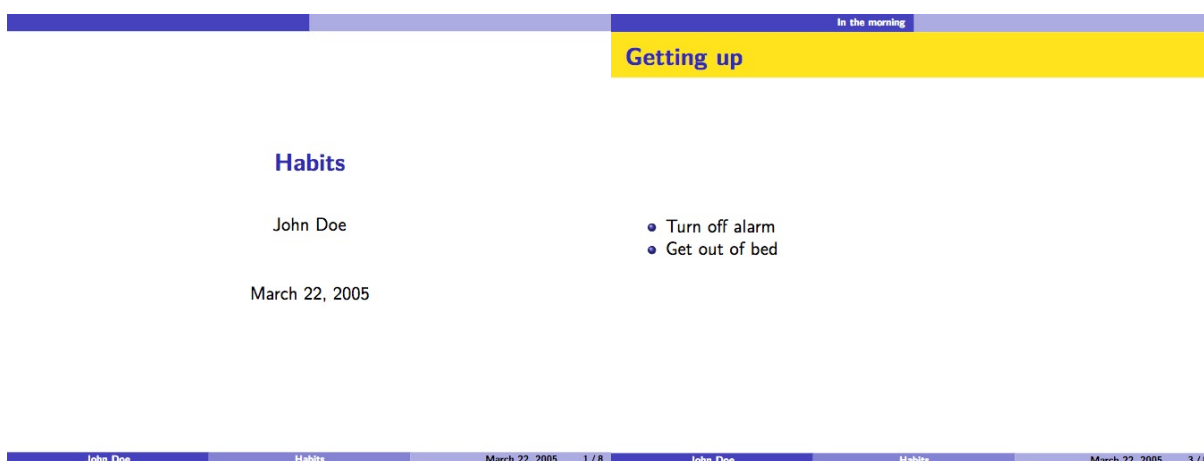 Habits
John Doe
March 22, 2005
John Doe Habits March 22, 2005 1 / 8
In the morning
Getting up
Turn off alarm
Get out of bed
John Doe Habits March 22, 2005 3 /